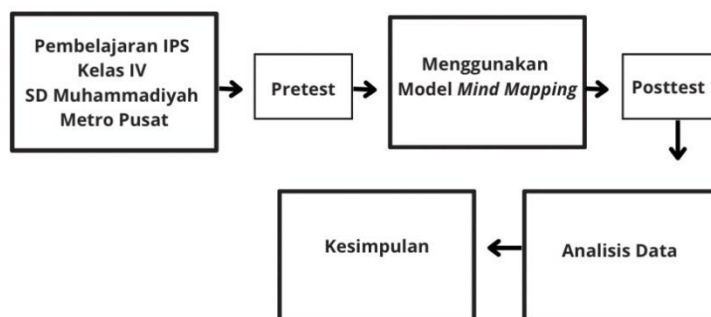 Pembelajaran IPS
Kelas IV
SD Muhammadiyah
Metro Pusat
Pretest
Menggunakan
Model Mind Mapping
Posttest
Analisis Data
Kesimpulan